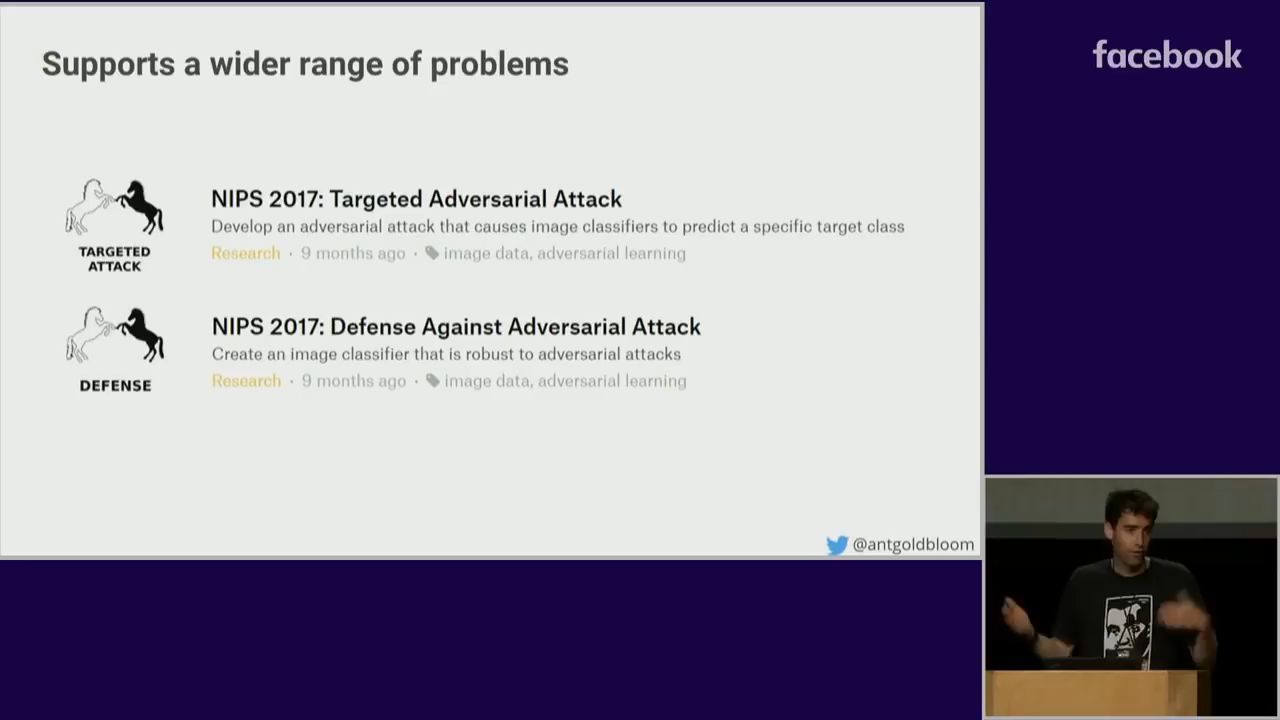 Supports a wider range of problems
facebook
NIPS 2017: Targeted Adversarial Attack
Develop an adversarial attack that causes image classifiers to predict a specific target class
Research · 9 months ago · image data, adversarial learning
TARGETED
ATTACK
NIPS 2017: Defense Against Adversarial Attack
Create an image classifier that is robust to adversarial attacks
Research · 9 months ago · image data, adversarial learning
DEFENSE
@antgoldbloom